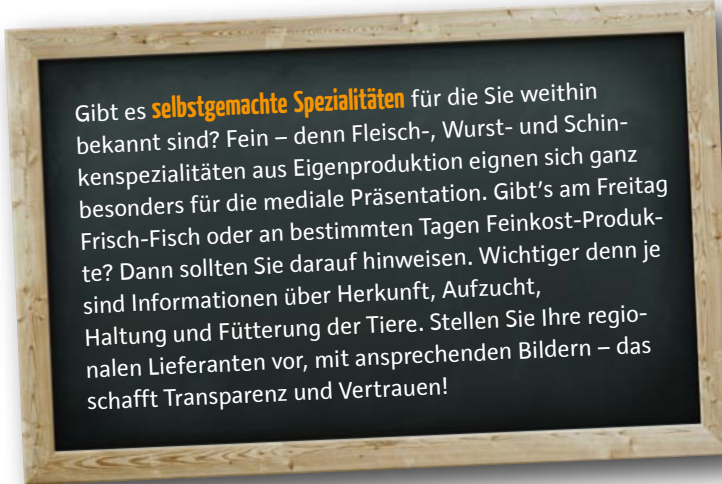 Gibt es selbstgemachte Spezialitäten für die Sie weithin
bekannt sind? Fein – denn Fleisch-, Wurst- und Schin-
kenspezialitäten aus Eigenproduktion eignen sich ganz
besonders für die mediale Präsentation. Gibt's am Freitag
Frisch-Fisch oder an bestimmten Tagen Feinkost-Produk-
te? Dann sollten Sie darauf hinweisen. Wichtiger denn je
sind Informationen über Herkunft, Aufzucht,
Haltung und Fütterung der Tiere. Stellen Sie Ihre regio-
nalen Lieferanten vor, mit ansprechenden Bildern – das
schafft Transparenz und Vertrauen!